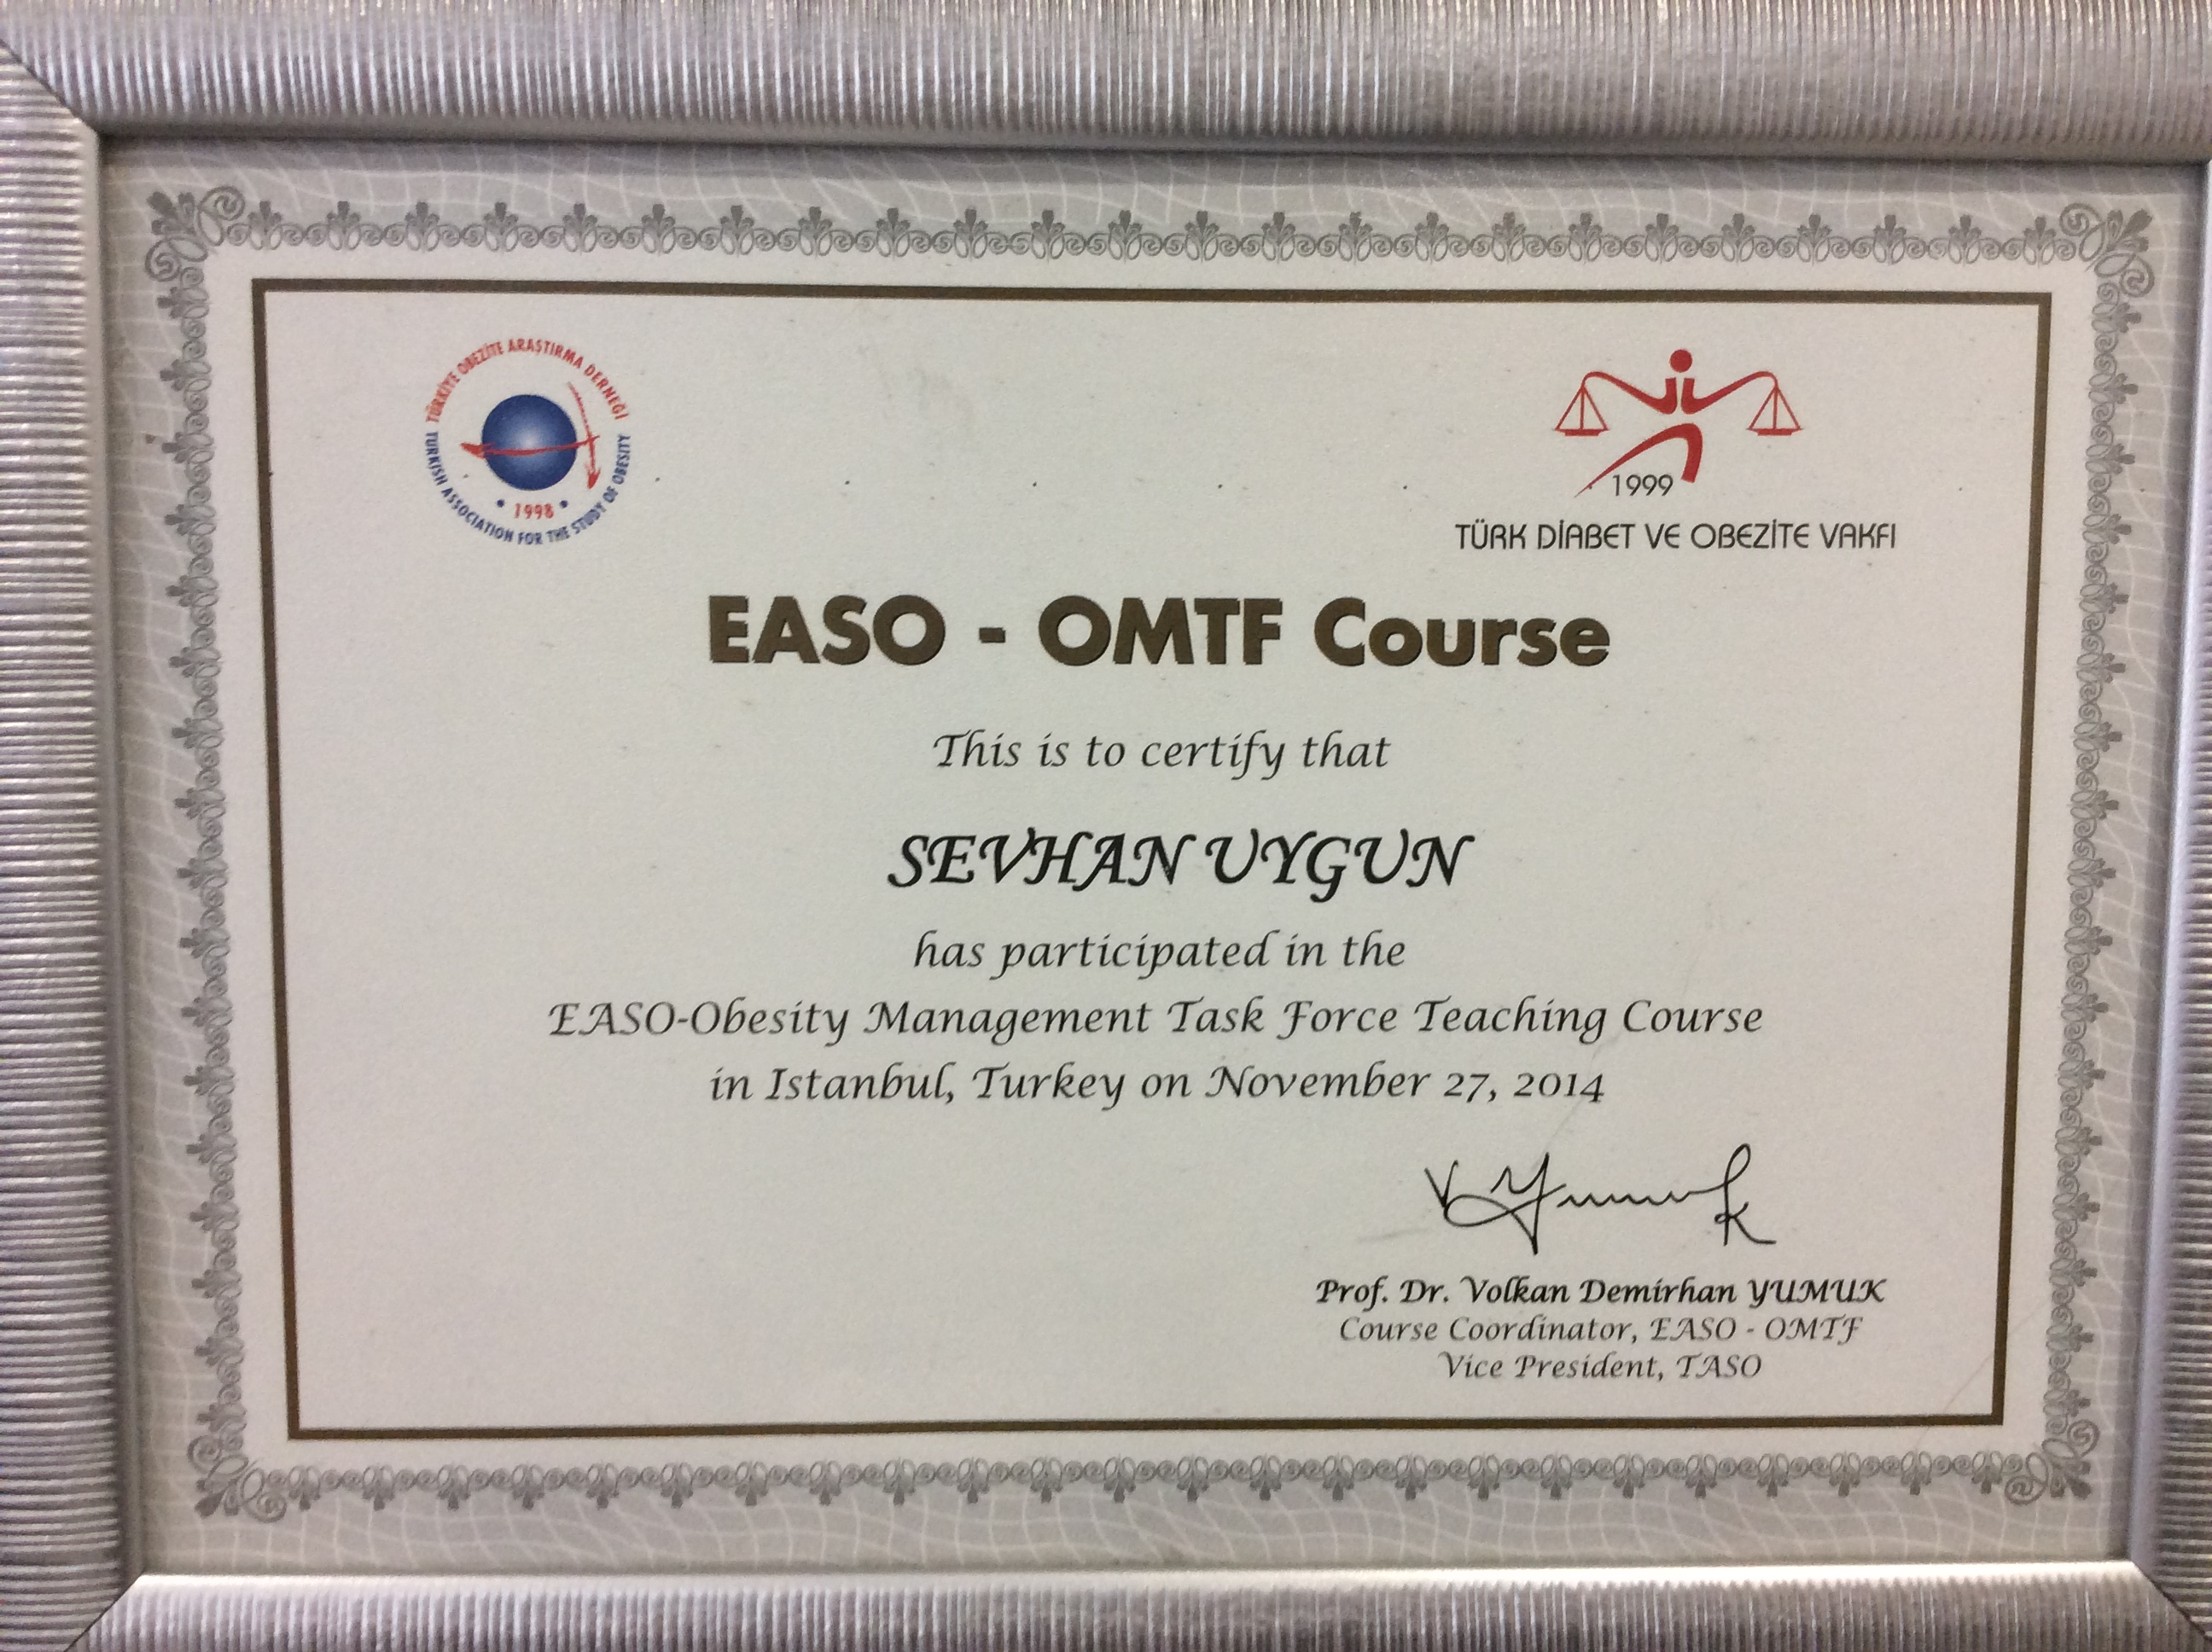 TÜRKİYE OBEZİTE ARAŞTIRMA DERNEĞİ
TURKISH ASSOCIATION FOR THE STUDY OF OBESITY
• 1998 •
1999
TÜRK DİABET VE OBEZİTE VAKFI
EASO - OMTF Course
This is to certify that
SEVHAN UYGUN
has participated in the
EASO-Obesity Management Task Force Teaching Course
in Istanbul, Turkey on November 27, 2014
V Yumuk
Prof. Dr. Volkan Demirhan YUMUK
Course Coordinator, EASO - OMTF
Vice President, TASO